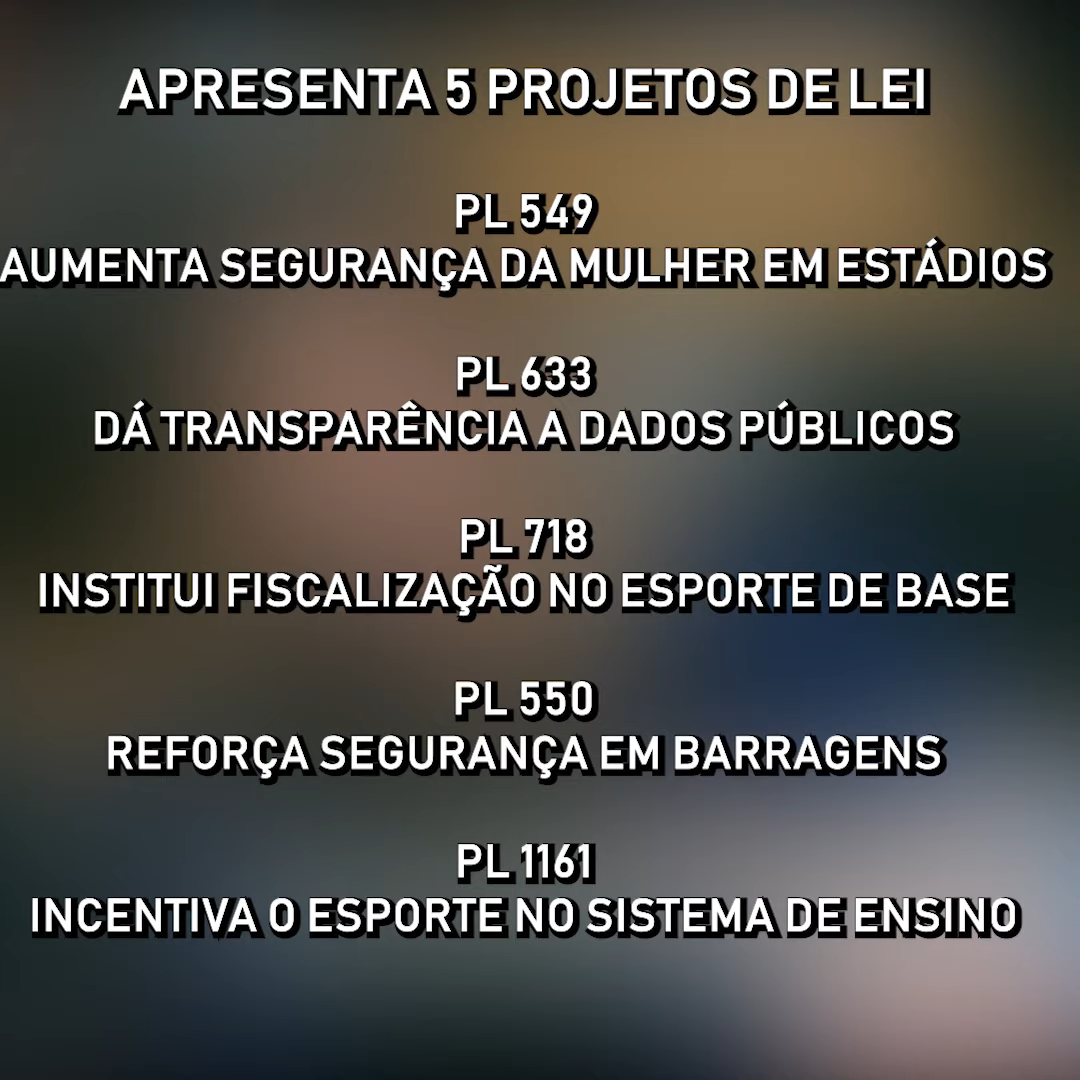 APRESENTA 5 PROJETOS DE LEI
PL 549
AUMENTA SEGURANÇA DA MULHER EM ESTÁDIOS
PL 633
DÁ TRANSPARÊNCIA A DADOS PÚBLICOS
PL 718
INSTITUI FISCALIZAÇÃO NO ESPORTE DE BASE
PL 550
REFORÇA SEGURANÇA EM BARRAGENS
PL 1161
INCENTIVA O ESPORTE NO SISTEMA DE ENSINO